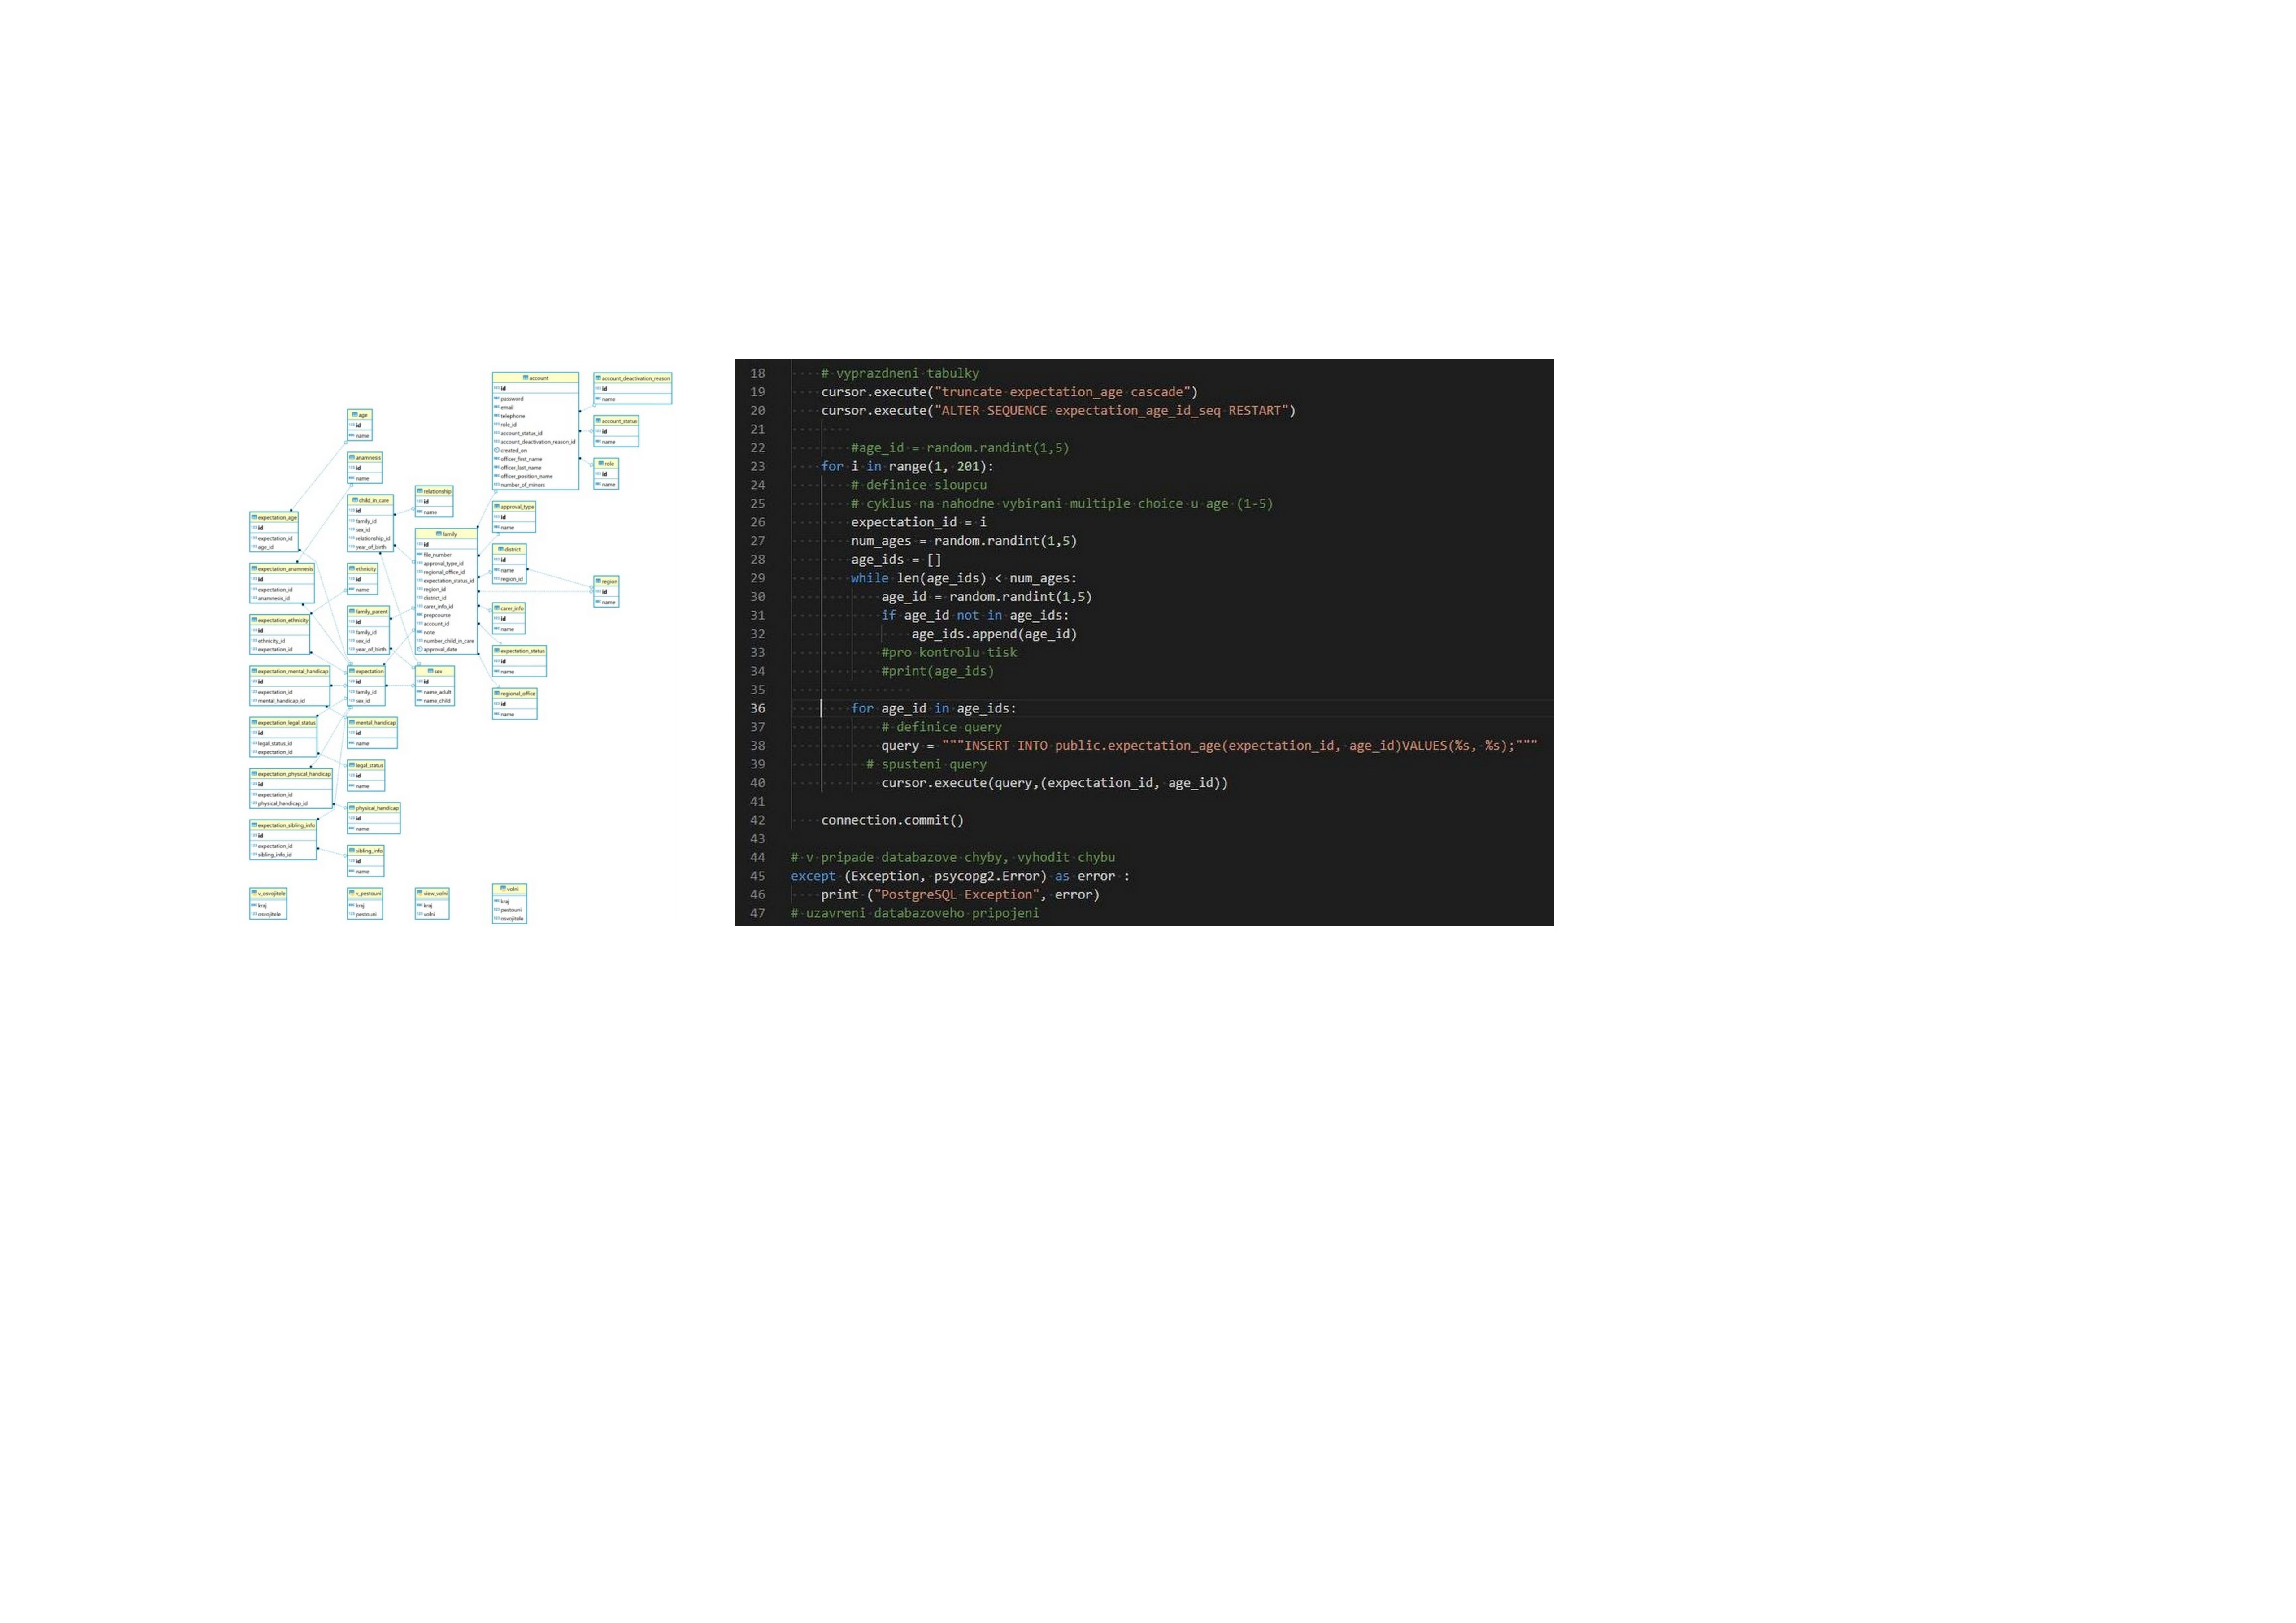 account
id
password
email
telephone
role_id
account_status_id
account_deactivation_reason_id
created_on
officer_first_name
officer_last_name
officer_position_name
number_of_minors
account_deactivation_reason
id
name
account_status
id
name
role
id
name
age
id
name
anamnesis
id
name
child_in_care
id
family_id
sex_id
relationship_id
year_of_birth
relationship
id
name
approval_type
id
name
expectation_age
id
expectation_id
age_id
family
id
file_number
approval_type_id
regional_office_id
expectation_status_id
region_id
district_id
carer_info_id
prepcourse
account_id
note
number_child_in_care
approval_date
district
id
name
region_id
region
id
name
expectation_anamnesis
id
expectation_id
anamnesis_id
ethnicity
id
name
carer_info
id
name
expectation_ethnicity
id
ethnicity_id
expectation_id
family_parent
id
family_id
sex_id
year_of_birth
expectation_status
id
name
expectation_mental_handicap
id
expectation_id
mental_handicap_id
expectation
id
family_id
sex_id
sex
id
name_adult
name_child
regional_office
id
name
expectation_legal_status
id
legal_status_id
expectation_id
mental_handicap
id
name
legal_status
id
name
expectation_physical_handicap
id
expectation_id
physical_handicap_id
physical_handicap
id
name
expectation_sibling_info
id
expectation_id
sibling_info_id
sibling_info
id
name
v_osvojitele
kraj
osvojitele
v_pestouni
kraj
pestouni
view_volni
kraj
volni
volni
kraj
pestouni
osvojitele
18 # vyprazdneni tabulky
19 cursor.execute("truncate expectation_age cascade")
20 cursor.execute("ALTER SEQUENCE expectation_age_id_seq RESTART")
21
22 #age_id = random.randint(1,5)
23 for i in range(1, 201):
24 # definice sloupcu
25 # cyklus na nahodne vybirani multiple choice u age (1-5)
26 expectation_id = i
27 num_ages = random.randint(1,5)
28 age_ids = []
29 while len(age_ids) < num_ages:
30 age_id = random.randint(1,5)
31 if age_id not in age_ids:
32 age_ids.append(age_id)
33 #pro kontrolu tisk
34 #print(age_ids)
35
36 for age_id in age_ids:
37 # definice query
38 query = """INSERT INTO public.expectation_age(expectation_id, age_id)VALUES(%s, %s);"""
39 # spusteni query
40 cursor.execute(query,(expectation_id, age_id))
41
42 connection.commit()
43
44 # v pripade databazove chyby, vyhodit chybu
45 except (Exception, psycopg2.Error) as error :
46 print ("PostgreSQL Exception", error)
47 # uzavreni databazoveho pripojeni